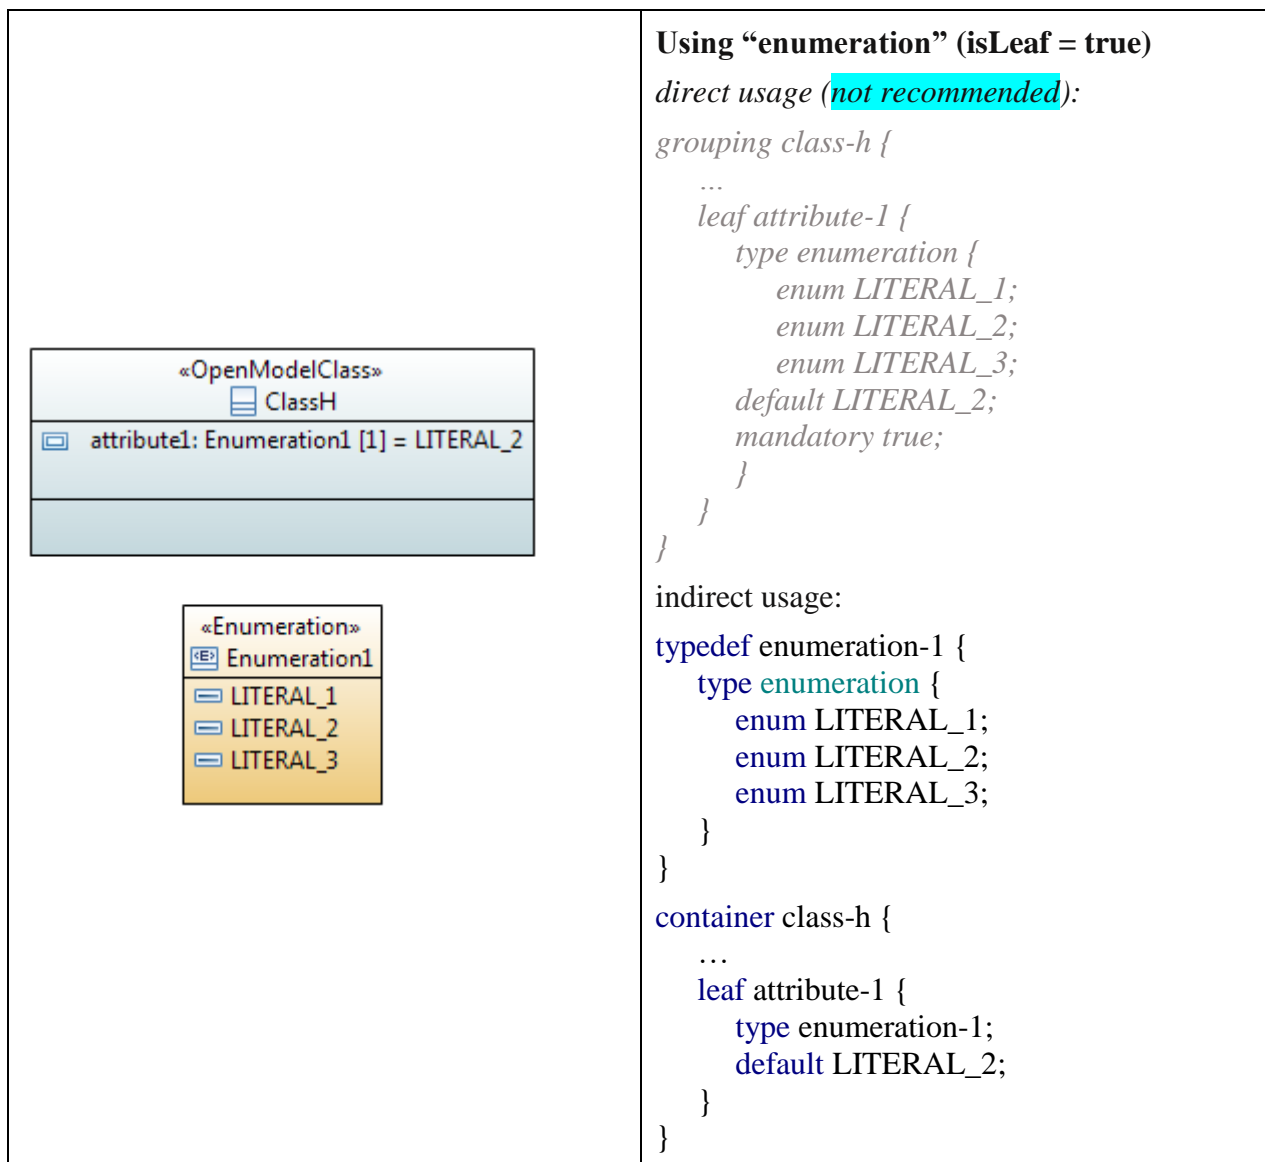 «OpenModelClass»
ClassH
attribute1: Enumeration1 [1] = LITERAL_2
«Enumeration»
<E> Enumeration1
LITERAL_1
LITERAL_2
LITERAL_3
Using “enumeration” (isLeaf = true)
direct usage (not recommended):
grouping class-h {
...
leaf attribute-1 {
type enumeration {
enum LITERAL_1;
enum LITERAL_2;
enum LITERAL_3;
default LITERAL_2;
mandatory true;
}
}
}
indirect usage:
typedef enumeration-1 {
type enumeration {
enum LITERAL_1;
enum LITERAL_2;
enum LITERAL_3;
}
}
container class-h {
…
leaf attribute-1 {
type enumeration-1;
default LITERAL_2;
}
}